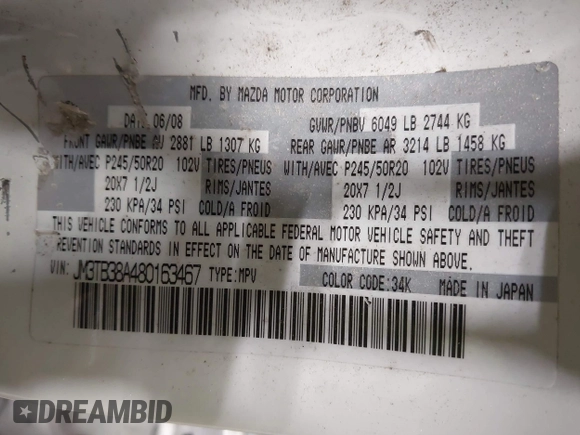 MFD. BY MAZDA MOTOR CORPORATION
DATE 06/08 GVWR/PNBV 6049 LB 2744 KG
FRONT GAWR/PNBE AV 2881 LB 1307 KG REAR GAWR/PNBE AR 3214 LB 1458 KG
WITH/AVEC P245/50R20 102V TIRES/PNEUS WITH/AVEC P245/50R20 102V TIRES/PNEUS
20X7 1/2J RIMS/JANTES 20X7 1/2J RIMS/JANTES
230 KPA/34 PSI COLD/A FROID 230 KPA/34 PSI COLD/A FROID
THIS VEHICLE CONFORMS TO ALL APPLICABLE FEDERAL MOTOR VEHICLE SAFETY AND THEFT
PREVENTION STANDARDS IN EFFECT ON THE DATE OF MANUFACTURE SHOWN ABOVE.
VIN: JM3TB38A480163467 TYPE: MPV COLOR CODE: 34K MADE IN JAPAN
DREAMBID